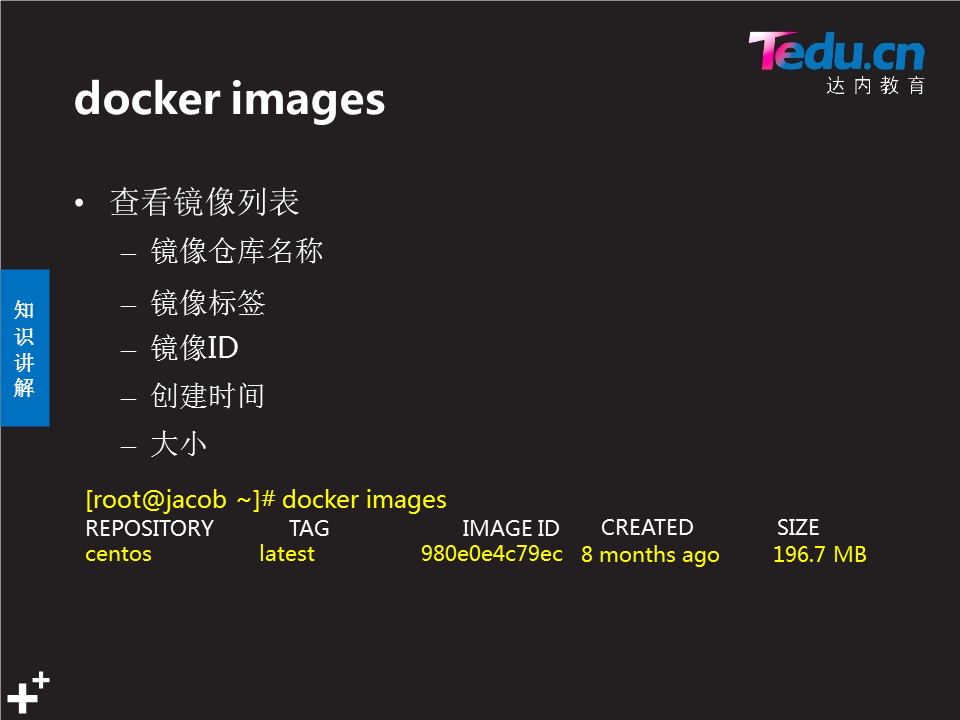 Tedu.cn
达内教育
docker images
• 查看镜像列表
– 镜像仓库名称
– 镜像标签
– 镜像ID
– 创建时间
– 大小
知识讲解
[root@jacob ~]# docker images
REPOSITORY TAG IMAGE ID CREATED SIZE
centos latest 980e0e4c79ec 8 months ago 196.7 MB